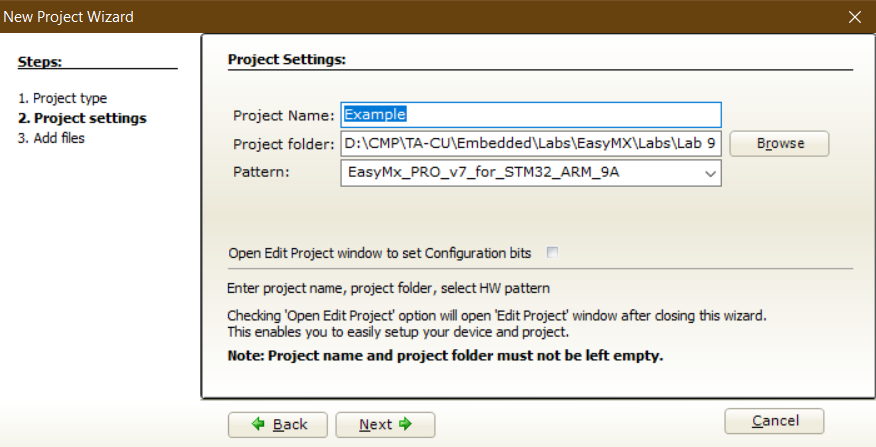 New Project Wizard
Steps:
1. Project type
2. Project settings
3. Add files
Project Settings:
Project Name: Example
Project folder: D:\CMP\TA-CU\Embedded\Labs\EasyMX\Labs\Lab 9 Browse
Pattern: EasyMx_PRO_v7_for_STM32_ARM_9A
Open Edit Project window to set Configuration bits
Enter project name, project folder, select HW pattern
Checking 'Open Edit Project' option will open 'Edit Project' window after closing this wizard.
This enables you to easily setup your device and project.
Note: Project name and project folder must not be left empty.
Back Next Cancel